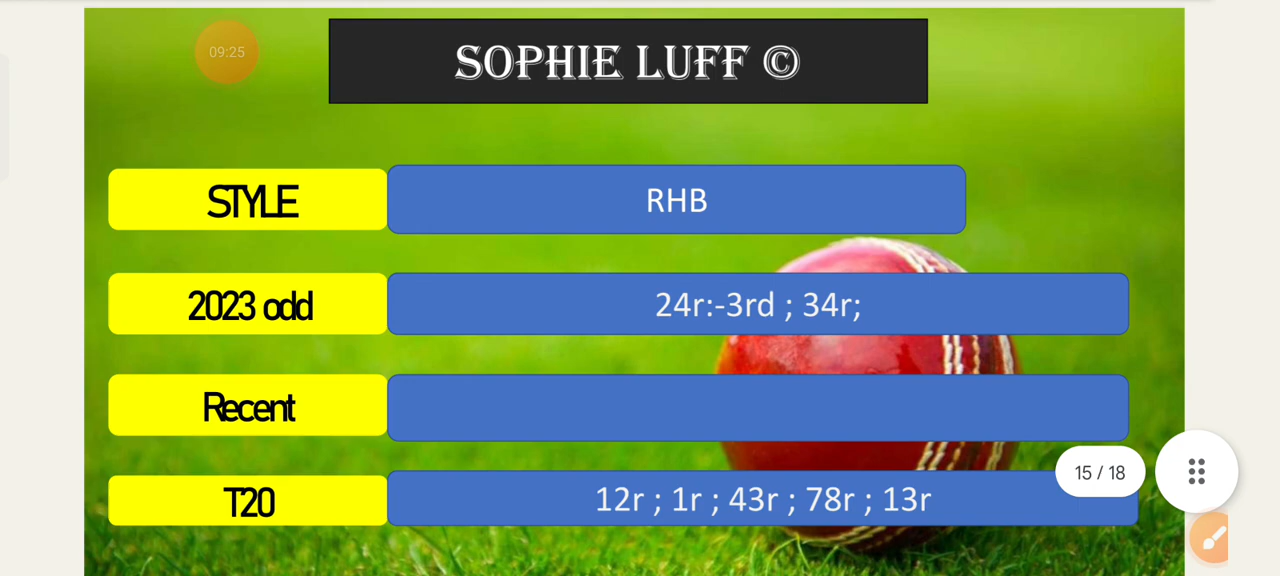 09:25
SOPHIE LUFF ©
STYLE
RHB
2023 odd
24r:-3rd ; 34r;
Recent
15 / 18
T20
12r ; 1r ; 43r ; 78r ; 13r